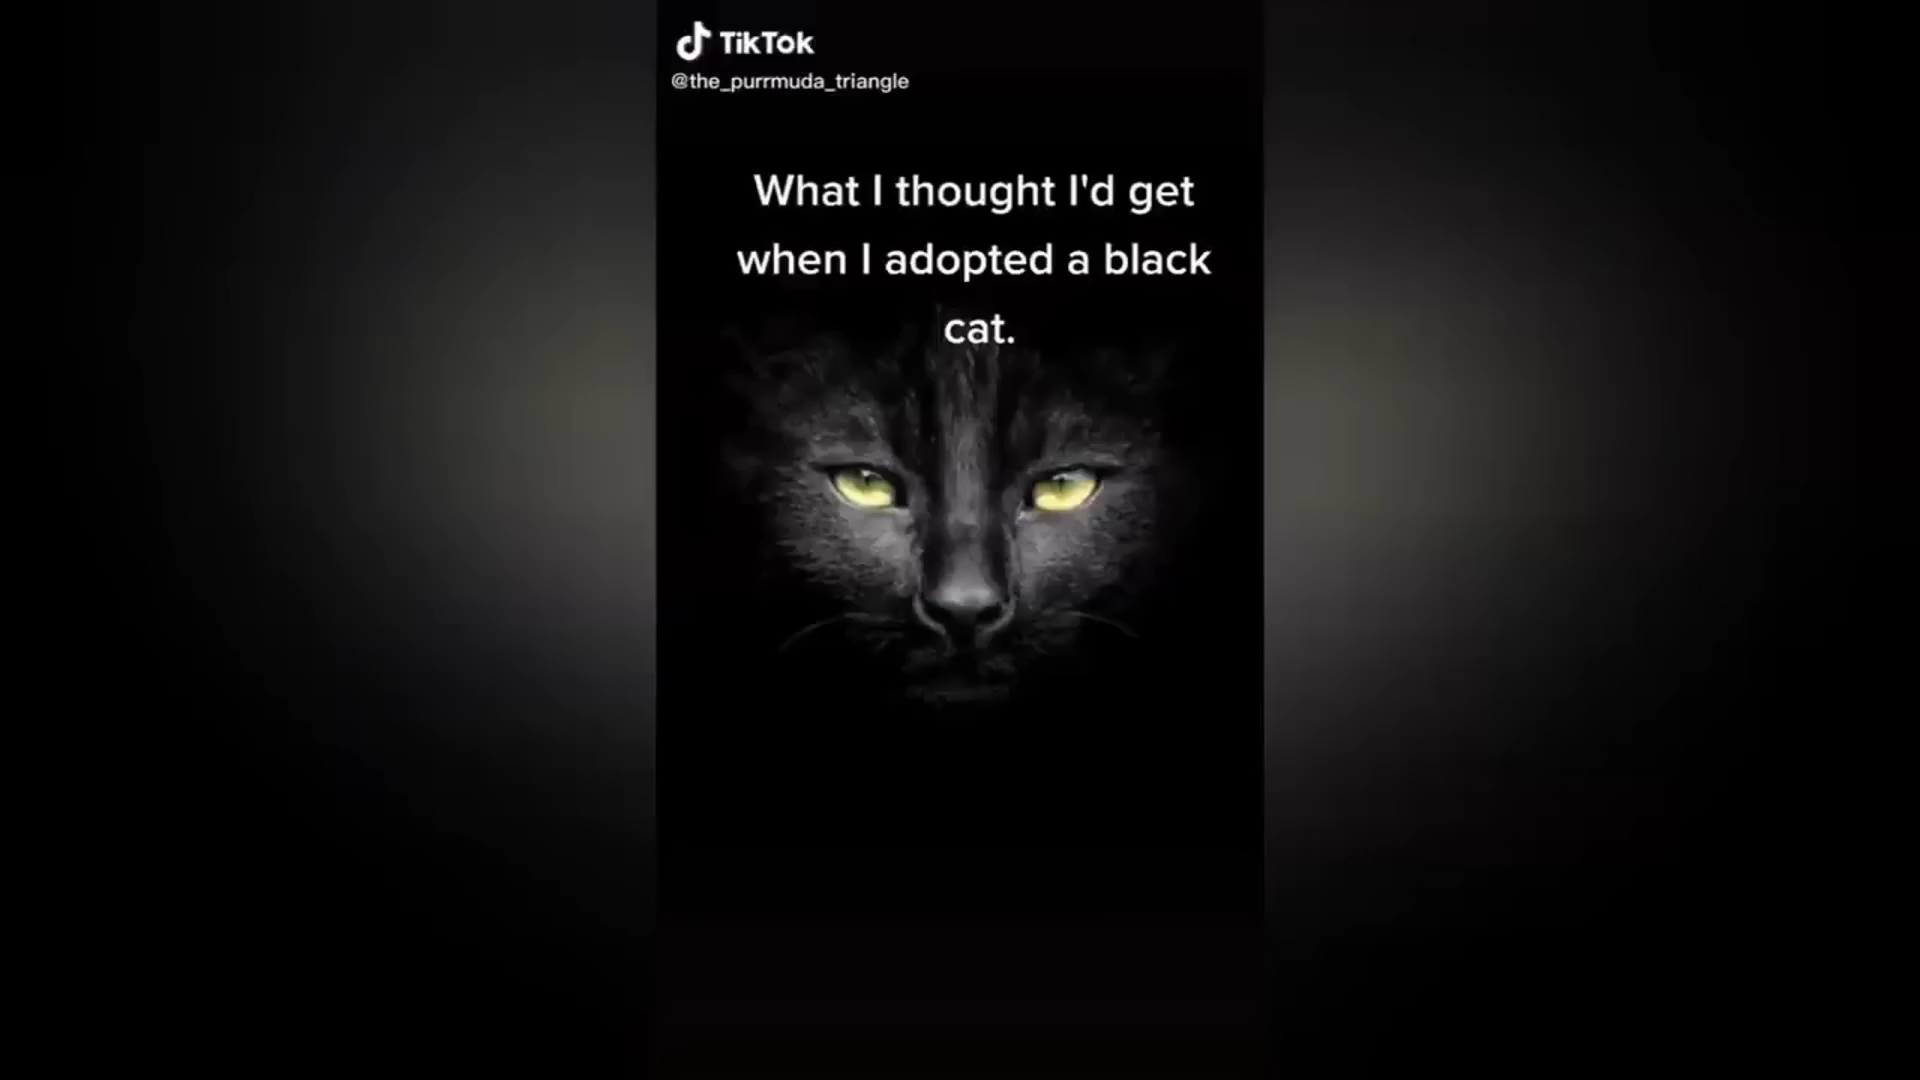 TikTok
@the_purrmuda_triangle
What I thought I'd get
when I adopted a black
cat.